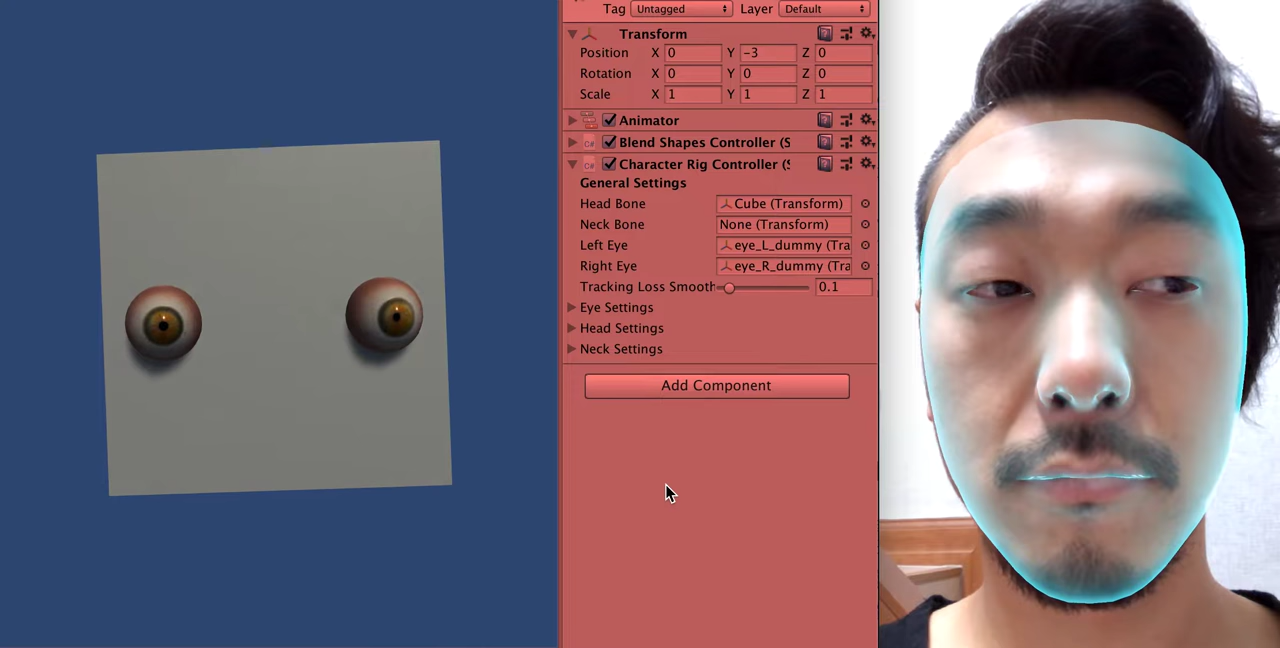 Tag Untagged Layer Default
Transform
Position X 0 Y -3 Z 0
Rotation X 0 Y 0 Z 0
Scale X 1 Y 1 Z 1
Animator
C# Blend Shapes Controller (S
C# Character Rig Controller (S
General Settings
Head Bone Cube (Transform)
Neck Bone None (Transform)
Left Eye eye_L_dummy (Tra
Right Eye eye_R_dummy (Tra
Tracking Loss Smooth 0.1
Eye Settings
Head Settings
Neck Settings
Add Component